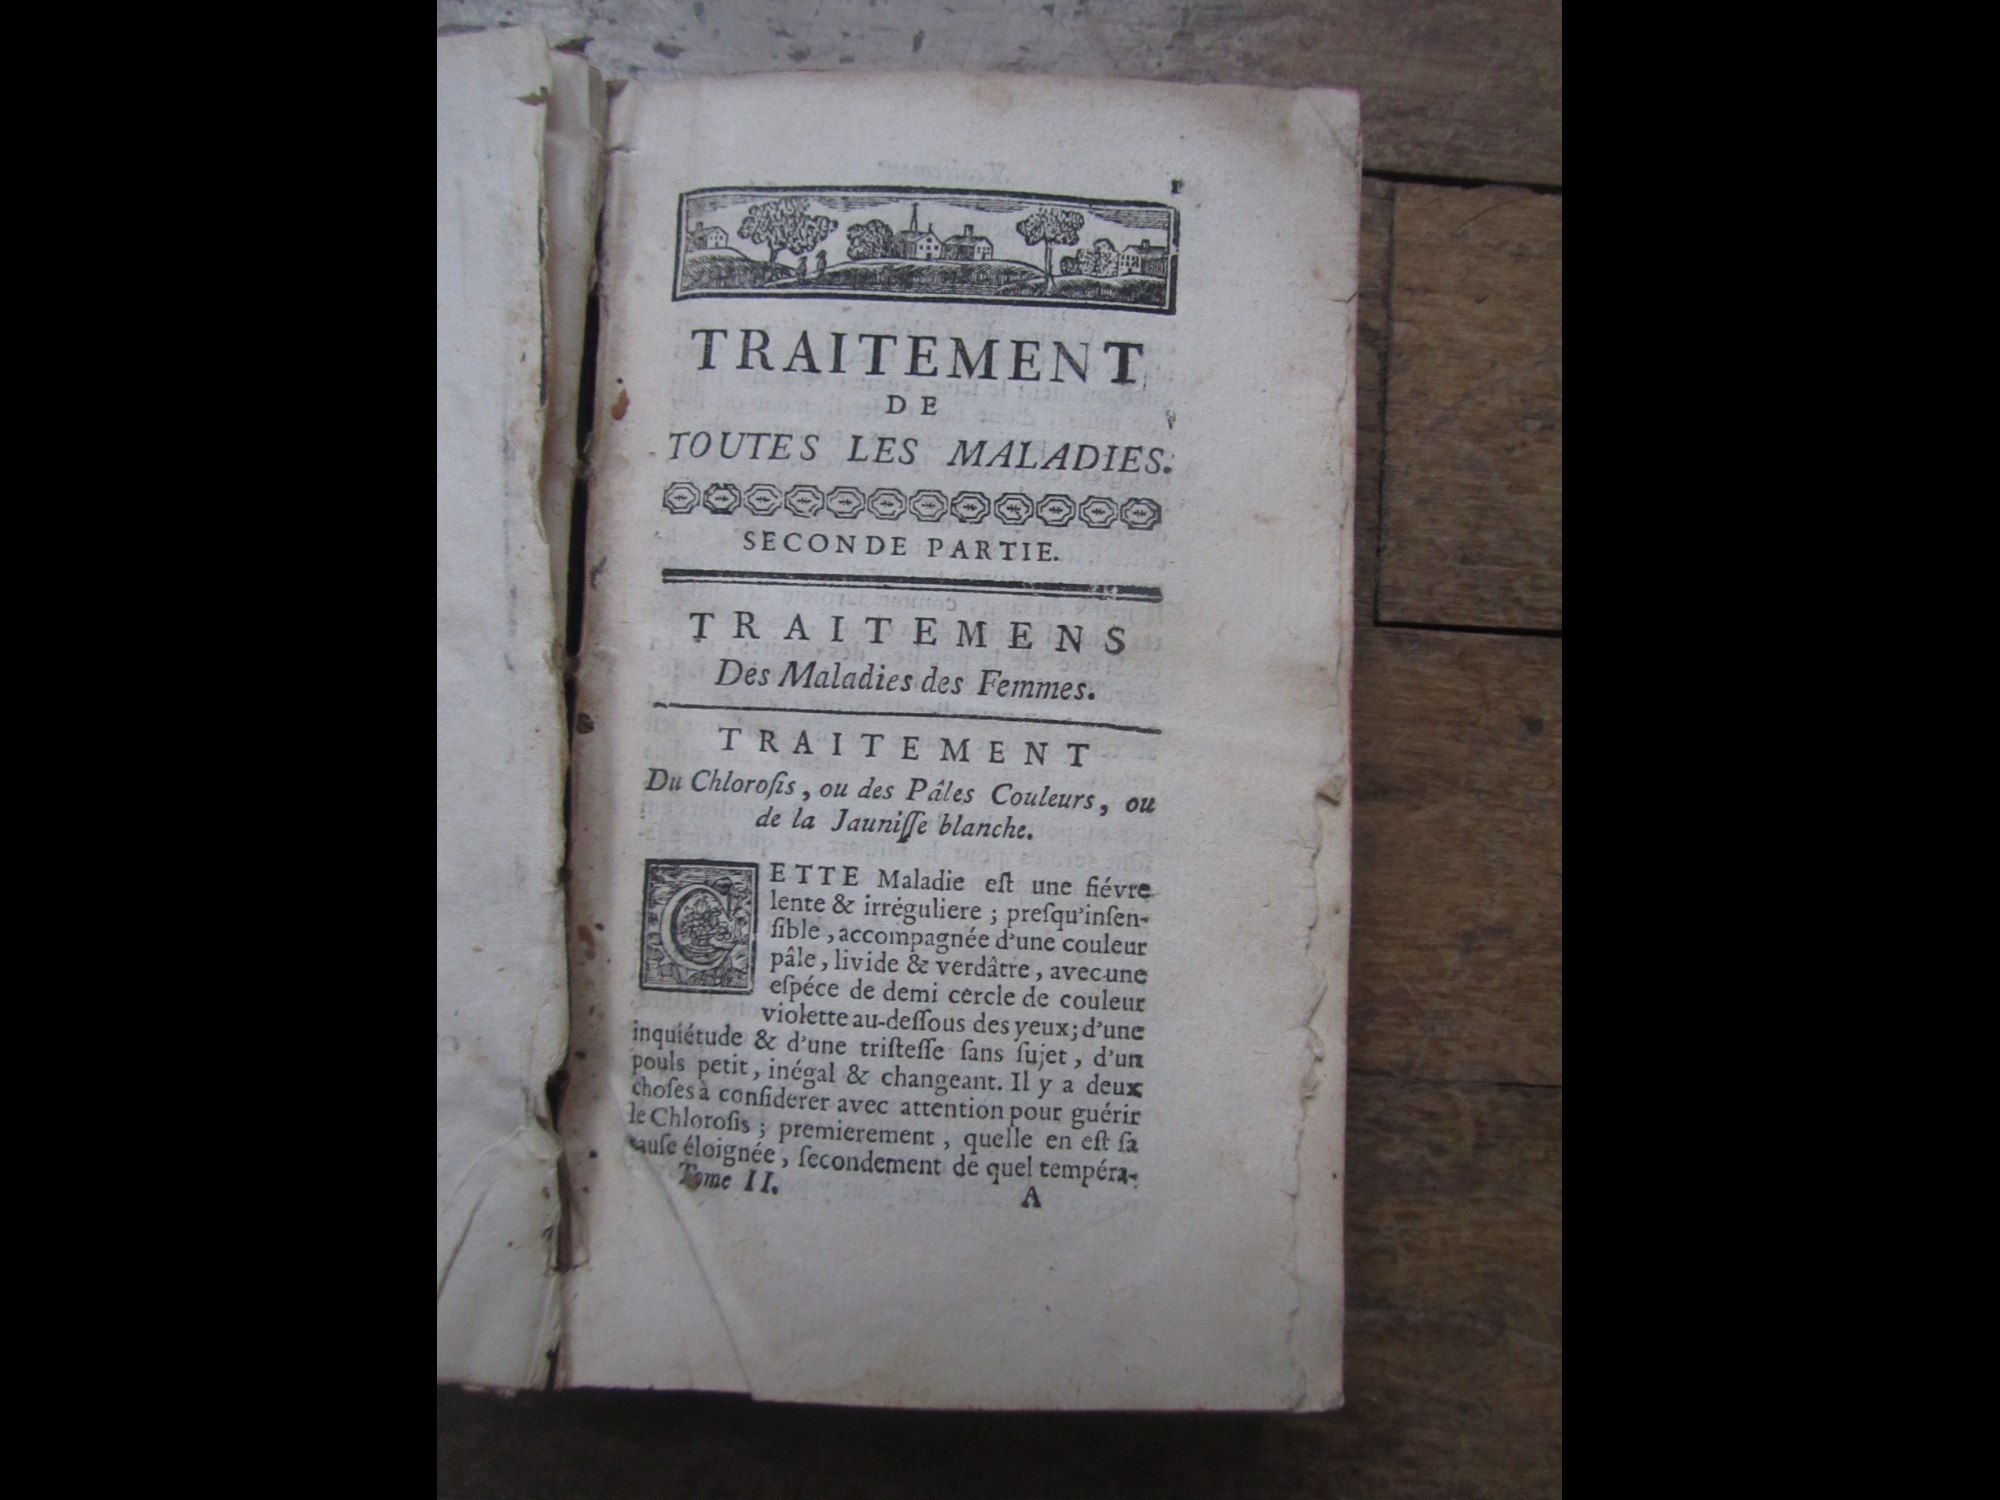 TRAITEMENT
DE
TOUTES LES MALADIES.
SECONDE PARTIE.
TRAITEMENS
Des Maladies des Femmes.
TRAITEMENT
Du Chloroſis, ou des Pâles Couleurs, ou
de la Jauniſſe blanche.
CETTE Maladie eſt une fiévre
lente & irréguliere ; preſqu'inſen-
ſible, accompagnée d'une couleur
pâle, livide & verdâtre, avec une
eſpéce de demi cercle de couleur
violette au-deſſous des yeux; d'une
inquiétude & d'une triſteſſe ſans ſujet, d'un
pouls petit, inégal & changeant. Il y a deux
choſes à conſiderer avec attention pour guérir
le Chloroſis ; premierement, quelle en eſt ſa
cauſe éloignée, ſecondement de quel tempéra-
Tome II. A